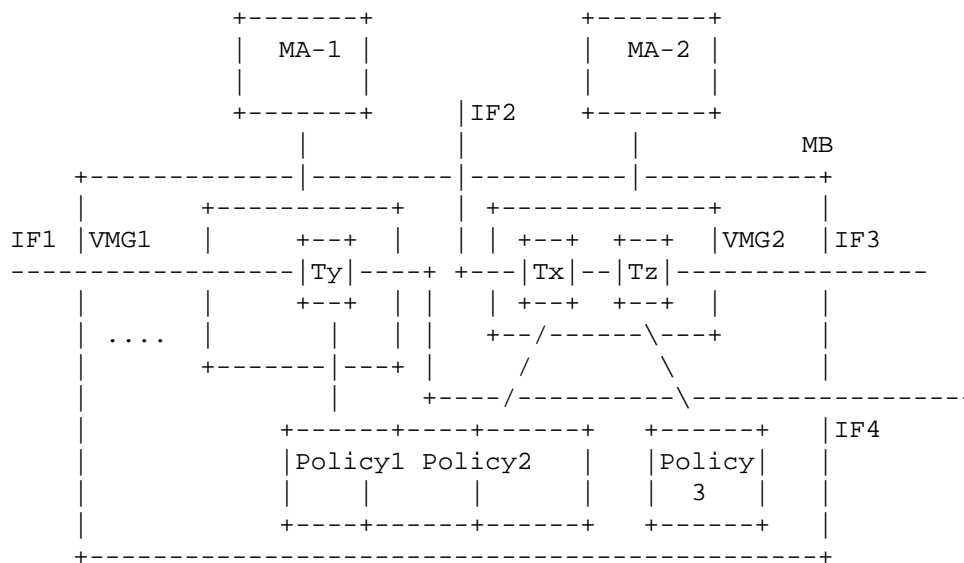 MA-1 MA-2
IF2
MB
IF1 VMG1 VMG2 IF3
Ty Tx Tz
....
IF4
Policy1 Policy2 Policy
3